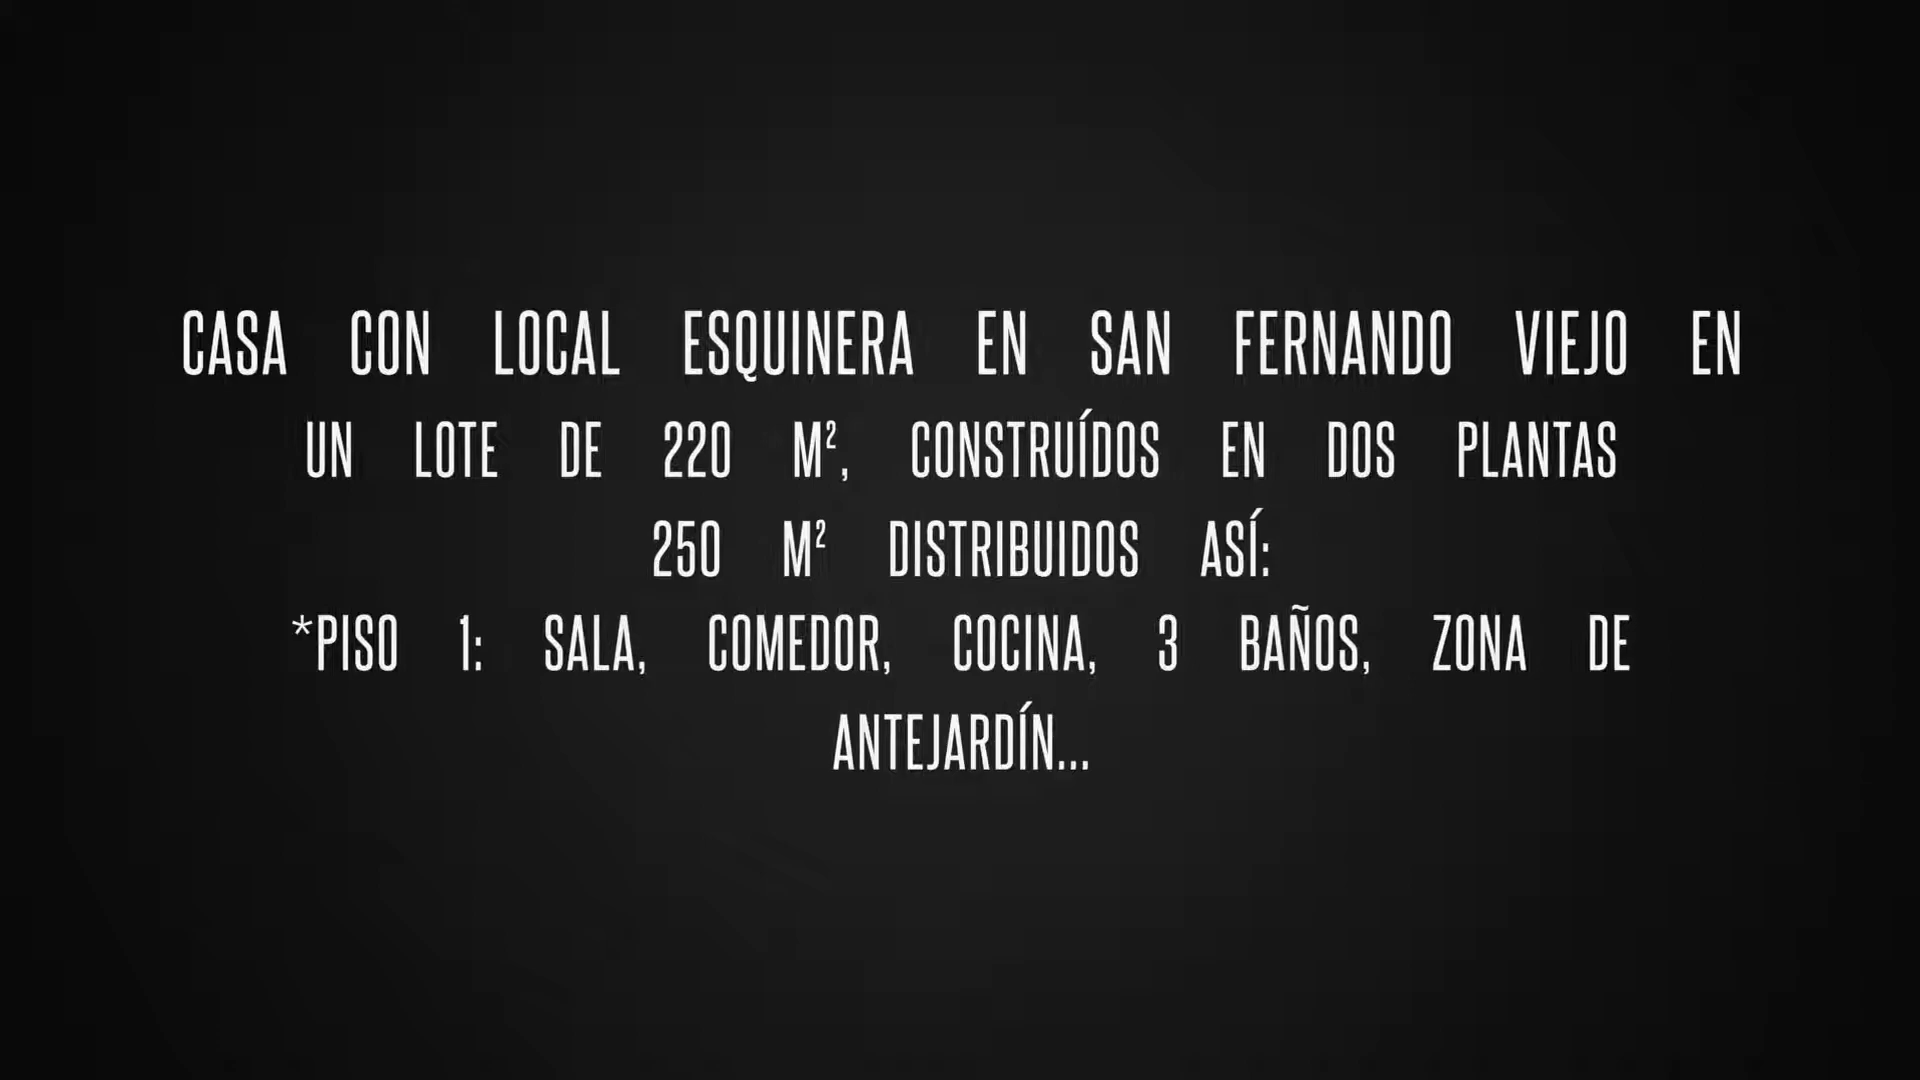 CASA CON LOCAL ESQUINERA EN SAN FERNANDO VIEJO EN
UN LOTE DE 220 M², CONSTRUÍDOS EN DOS PLANTAS
250 M² DISTRIBUIDOS ASÍ:
*PISO 1: SALA, COMEDOR, COCINA, 3 BAÑOS, ZONA DE
ANTEJARDÍN...